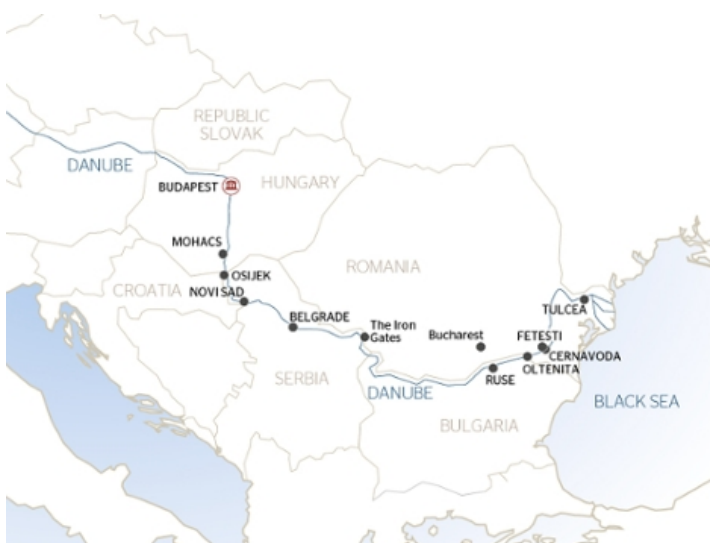 REPUBLIC
SLOVAK
DANUBE
BUDAPEST
HUNGARY
MOHACS
OSIJEK
CROATIA
NOVI SAD
ROMANIA
BELGRADE
The Iron
Gates
Bucharest
TULCEA
FETESTI
CERNAVODA
OLTENITA
RUSE
SERBIA
DANUBE
BLACK SEA
BULGARIA